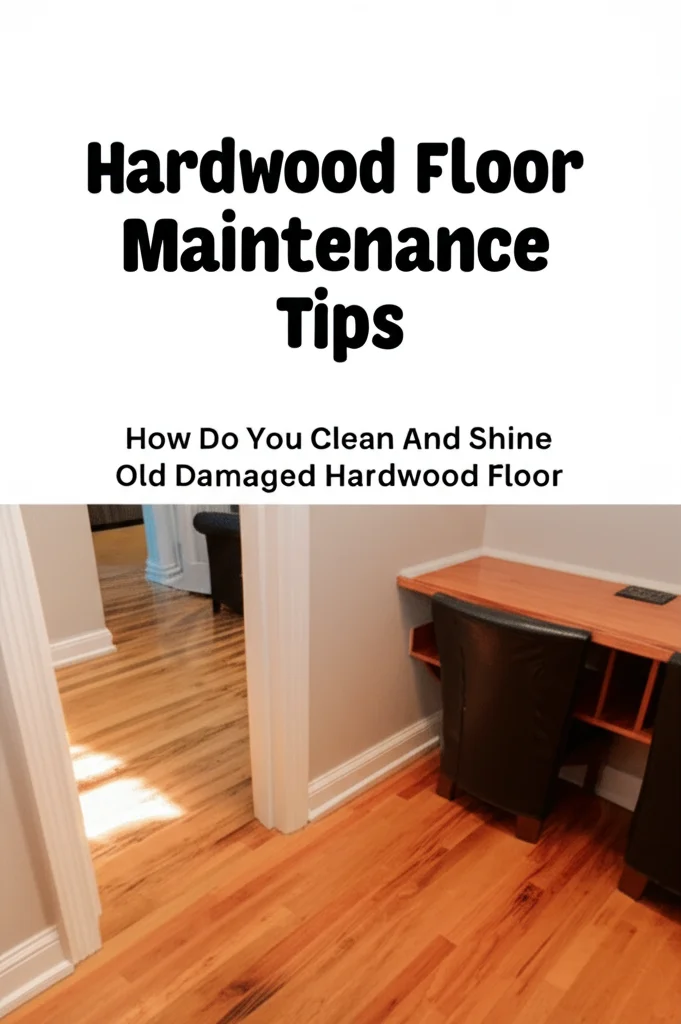 Hardwood Floor
Maintenance
Tips
How Do You Clean And Shine
Old Damaged Hardwood Floor